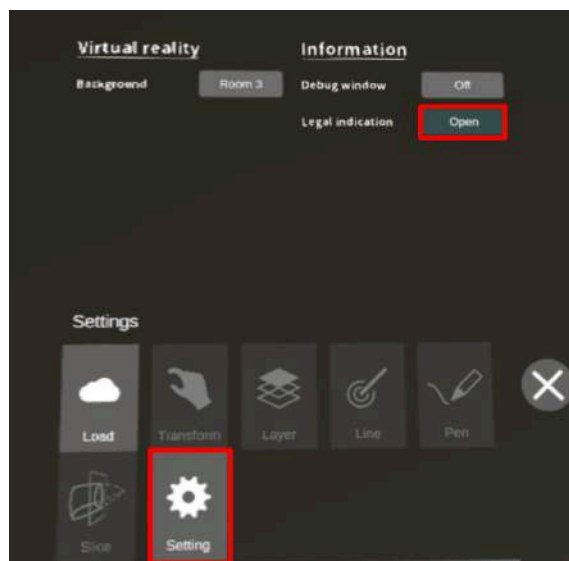 Virtual reality
Information
Background
Room 3
Debug window
Off
Legal indication
Open
Settings
Load
Transform
Layer
Line
Pen
Slice
Setting